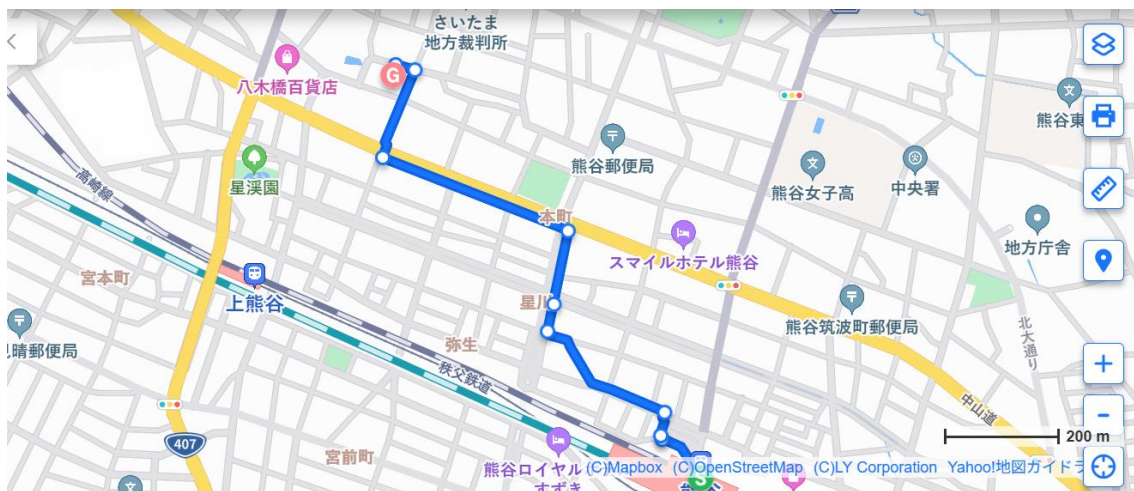 さいたま
地方裁判所
G
八木橋百貨店
熊谷郵便局
熊谷東
熊谷女子高
中央署
星渓園
高崎線
本町
地方庁舎
スマイルホテル熊谷
宮本町
上熊谷
星川
熊谷筑波町郵便局
北大通り
晴郵便局
弥生
秩父鉄道
中山道
407
宮前町
熊谷ロイヤル
すずき
200 m
(C)Mapbox (C)OpenStreetMap (C)LY Corporation Yahoo!地図ガイドラ
S